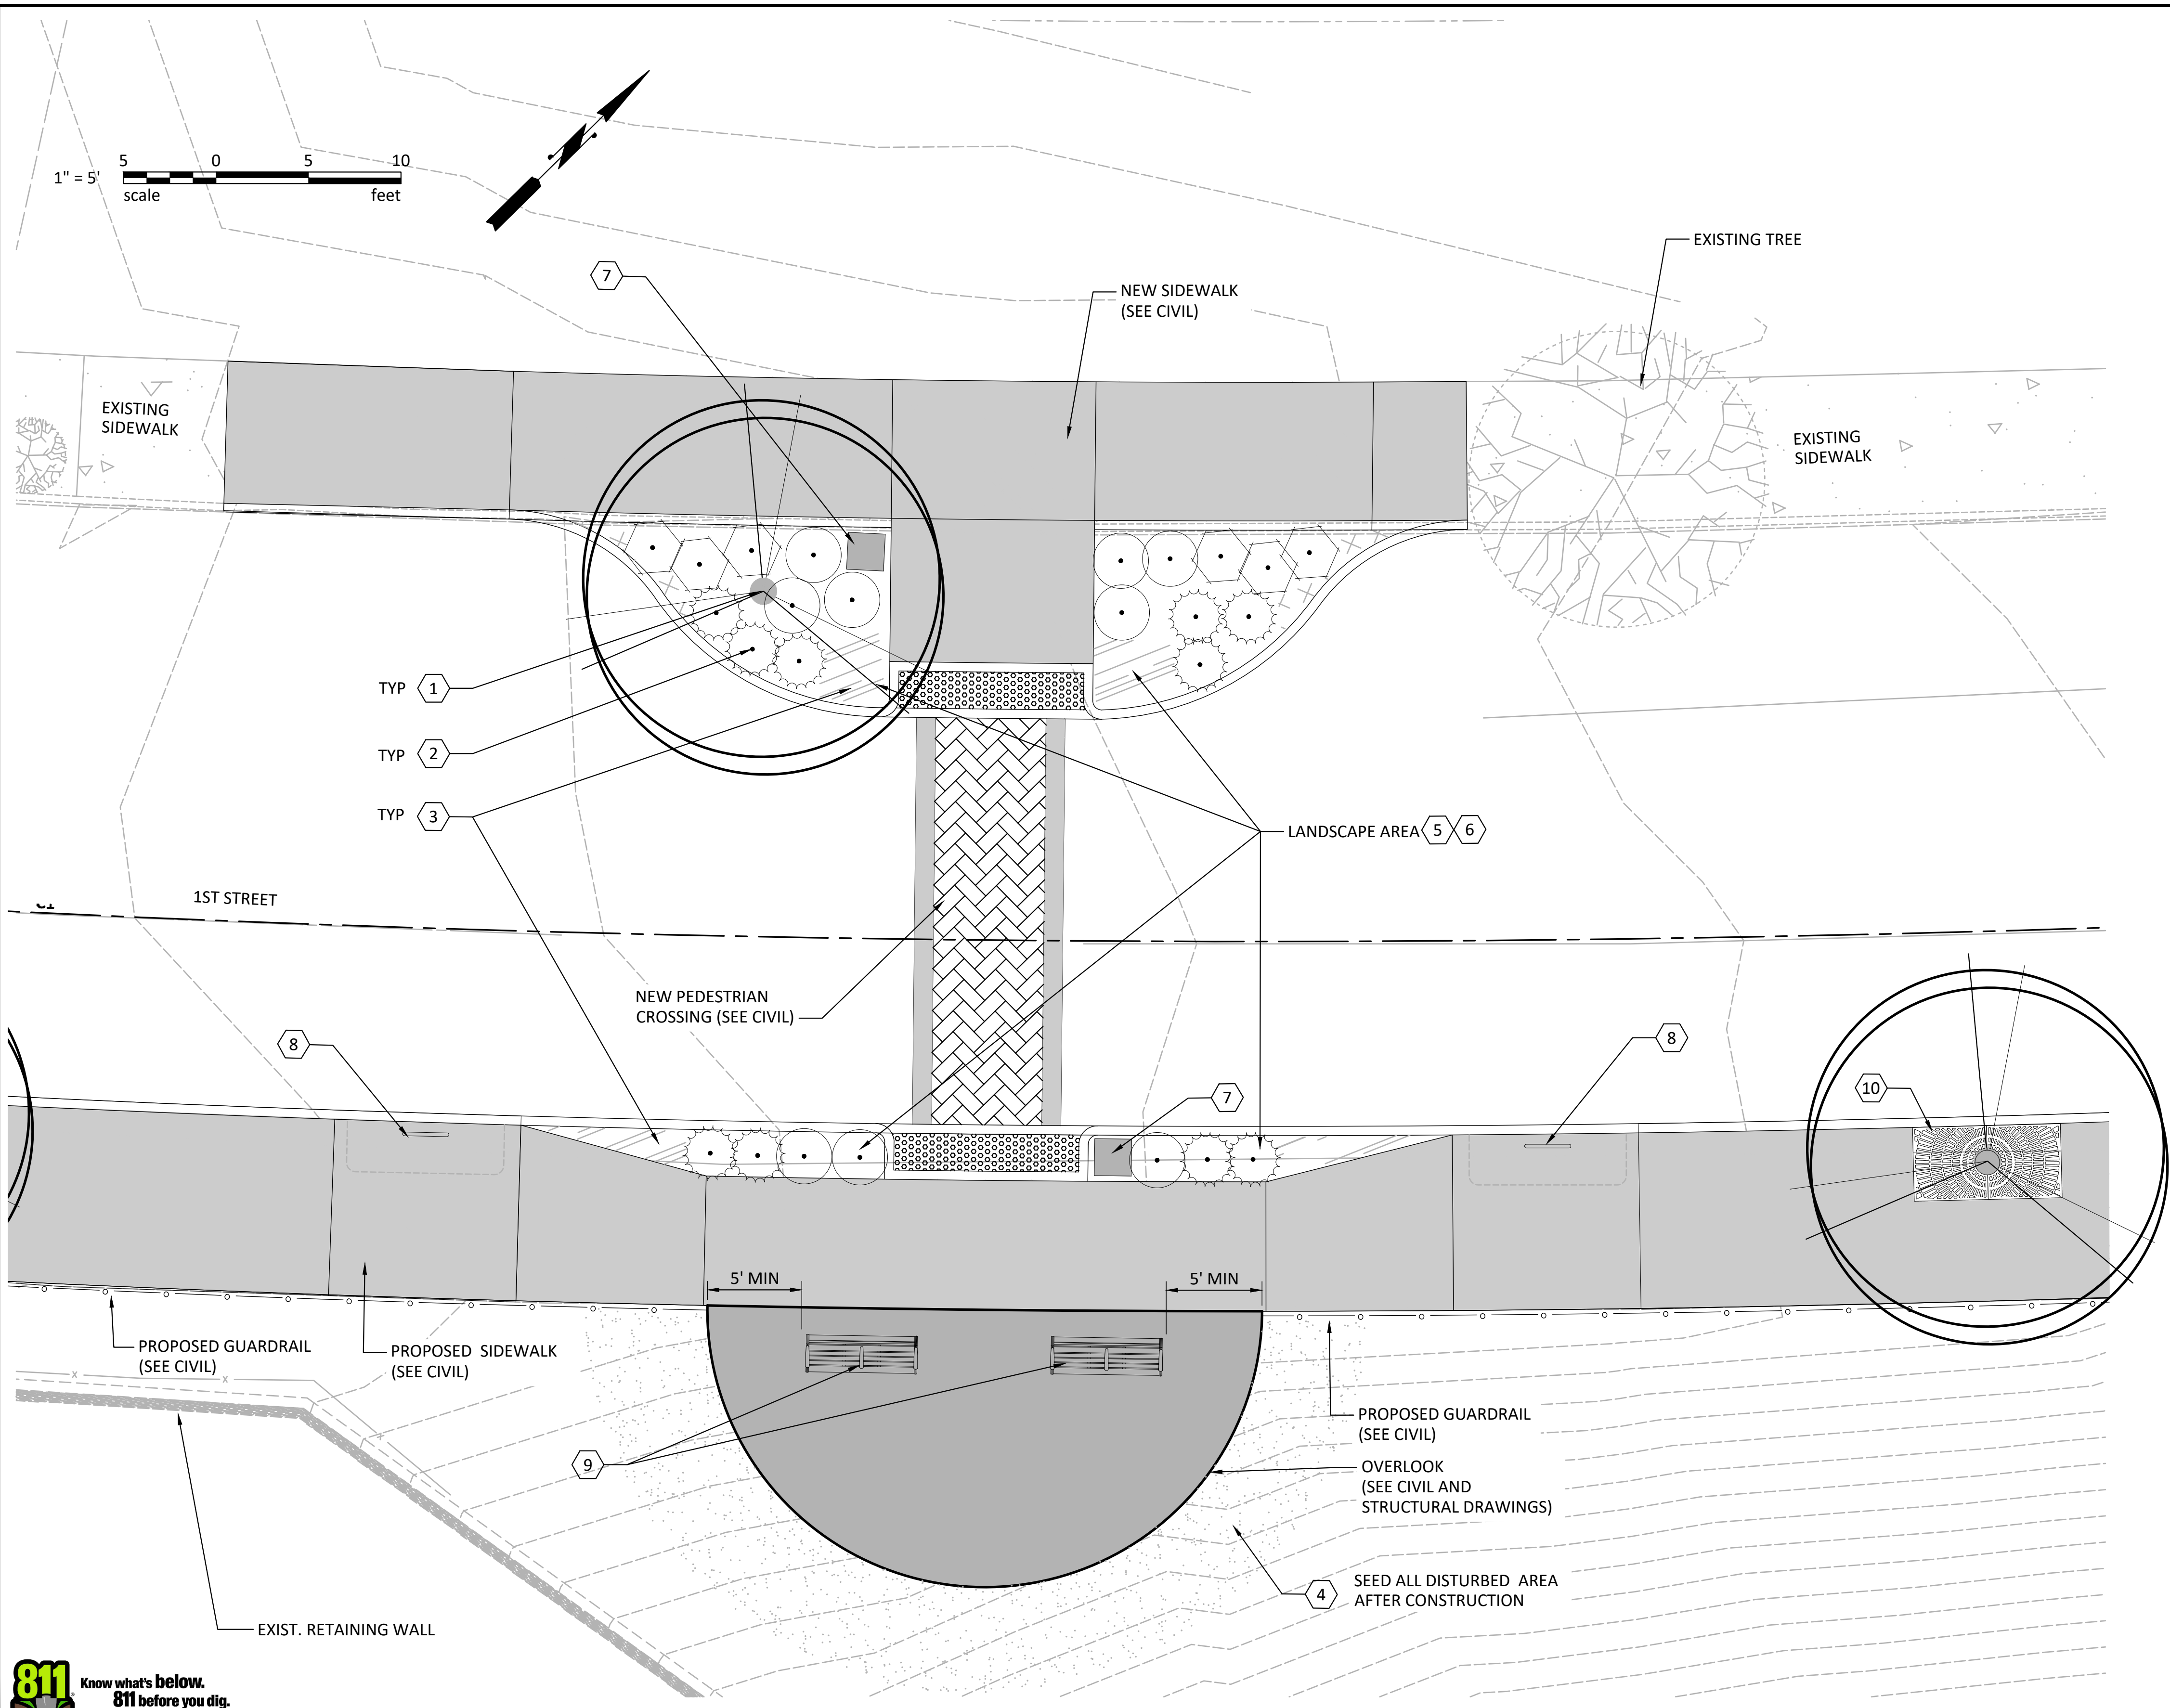 5 0 5 10
1" = 5'
scale feet
EXISTING TREE
7
NEW SIDEWALK
(SEE CIVIL)
EXISTING
SIDEWALK
EXISTING
SIDEWALK
TYP 1
TYP 2
TYP 3
LANDSCAPE AREA 5 6
1ST STREET
NEW PEDESTRIAN
CROSSING (SEE CIVIL)
8
8
7
10
5' MIN
5' MIN
PROPOSED GUARDRAIL
(SEE CIVIL)
PROPOSED SIDEWALK
(SEE CIVIL)
X X
9
PROPOSED GUARDRAIL
(SEE CIVIL)
OVERLOOK
(SEE CIVIL AND
STRUCTURAL DRAWINGS)
4
SEED ALL DISTURBED AREA
AFTER CONSTRUCTION
EXIST. RETAINING WALL
811
Know what's below.
811 before you dig.